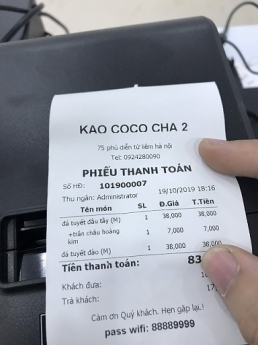 KAO COCO CHA 2
75 phú diễn từ liêm hà nội
Tel: 0924280090
PHIẾU THANH TOÁN
Số HĐ: 101900007
19/10/2019 18:16
Thu ngân: Administrator
Tên món SL Đ.Giá T.Tiền
đá tuyết dâu tây (M) 1 38,000 38,000
+trân châu hoàng kim 1 7,000 7,000
đá tuyết đào (M) 1 38,000 38,000
Tiền thanh toán: 83
Khách đưa:
Trả khách: 17,
Cảm ơn Quý khách. Hẹn gặp lại!
pass wifi: 88889999